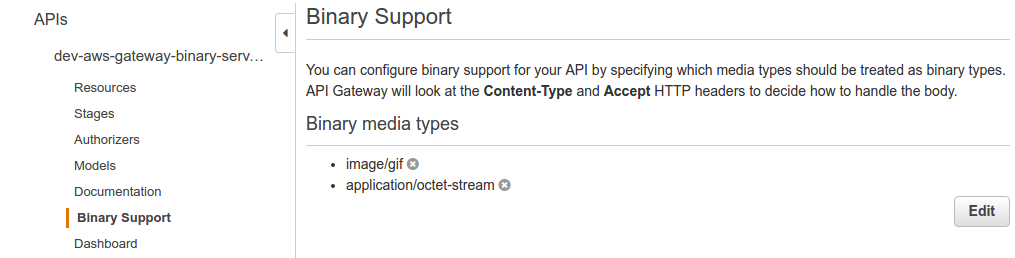 APIs
dev-aws-gateway-binary-serv...
Resources
Stages
Authorizers
Models
Documentation
Binary Support
Dashboard
Binary Support
You can configure binary support for your API by specifying which media types should be treated as binary types.
API Gateway will look at the Content-Type and Accept HTTP headers to decide how to handle the body.
Binary media types
image/gif
application/octet-stream
Edit